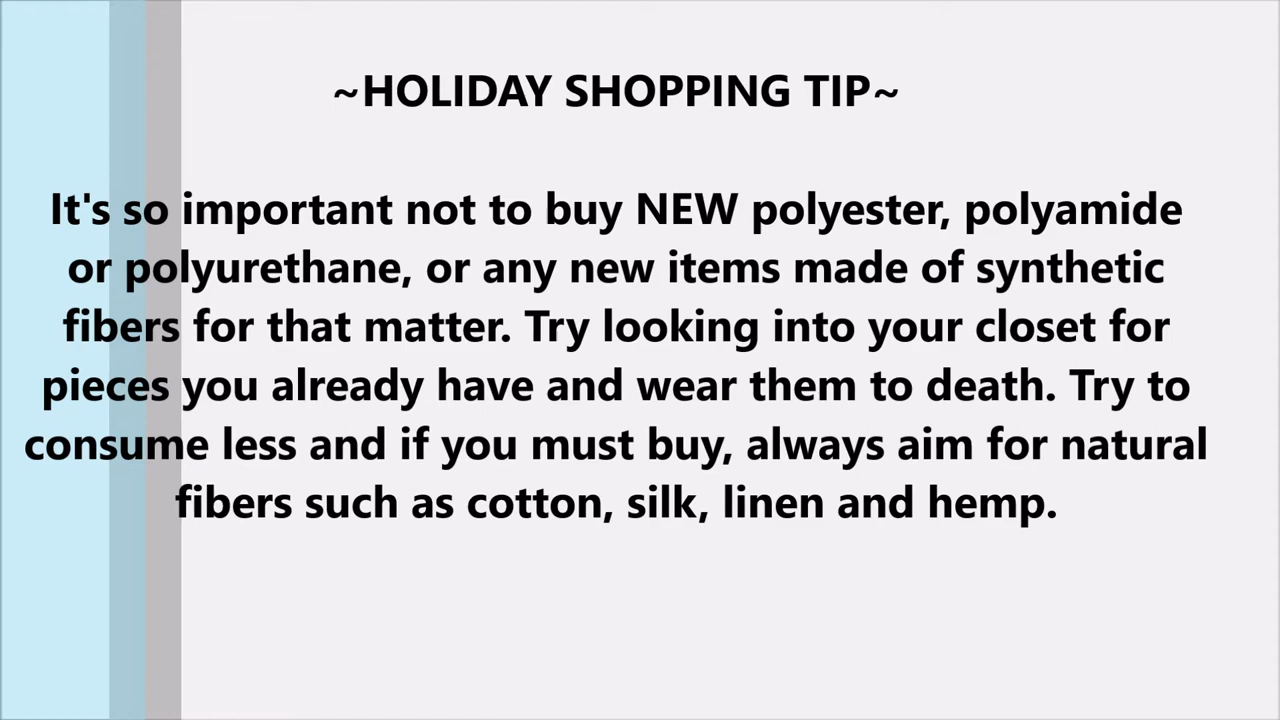 ~HOLIDAY SHOPPING TIP~
It's so important not to buy NEW polyester, polyamide
or polyurethane, or any new items made of synthetic
fibers for that matter. Try looking into your closet for
pieces you already have and wear them to death. Try to
consume less and if you must buy, always aim for natural
fibers such as cotton, silk, linen and hemp.